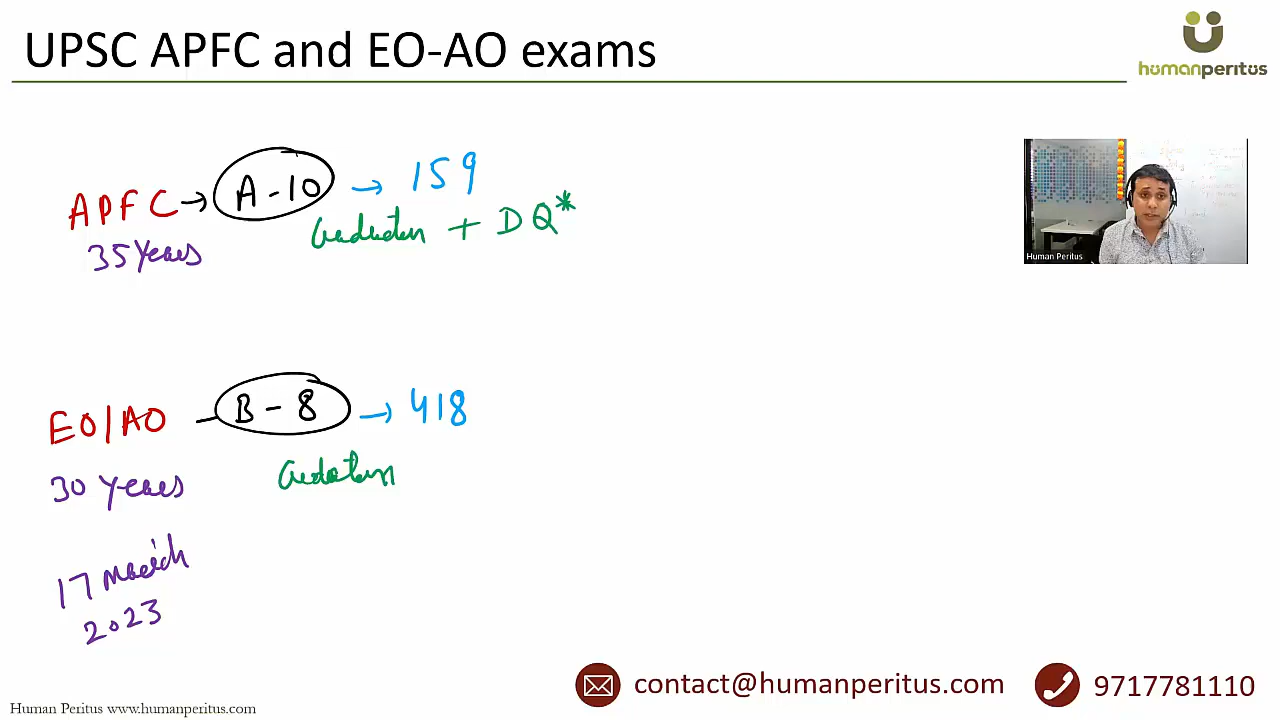 UPSC APFC and EO-AO exams
humanperitus
APFC → A-10 → 159
Graduation + DQ*
35 Years
Human Peritus
EO/AO - B-8 → 418
Graduation
30 Years
17 March
2023
contact@humanperitus.com 9717781110
Human Peritus www.humanperitus.com